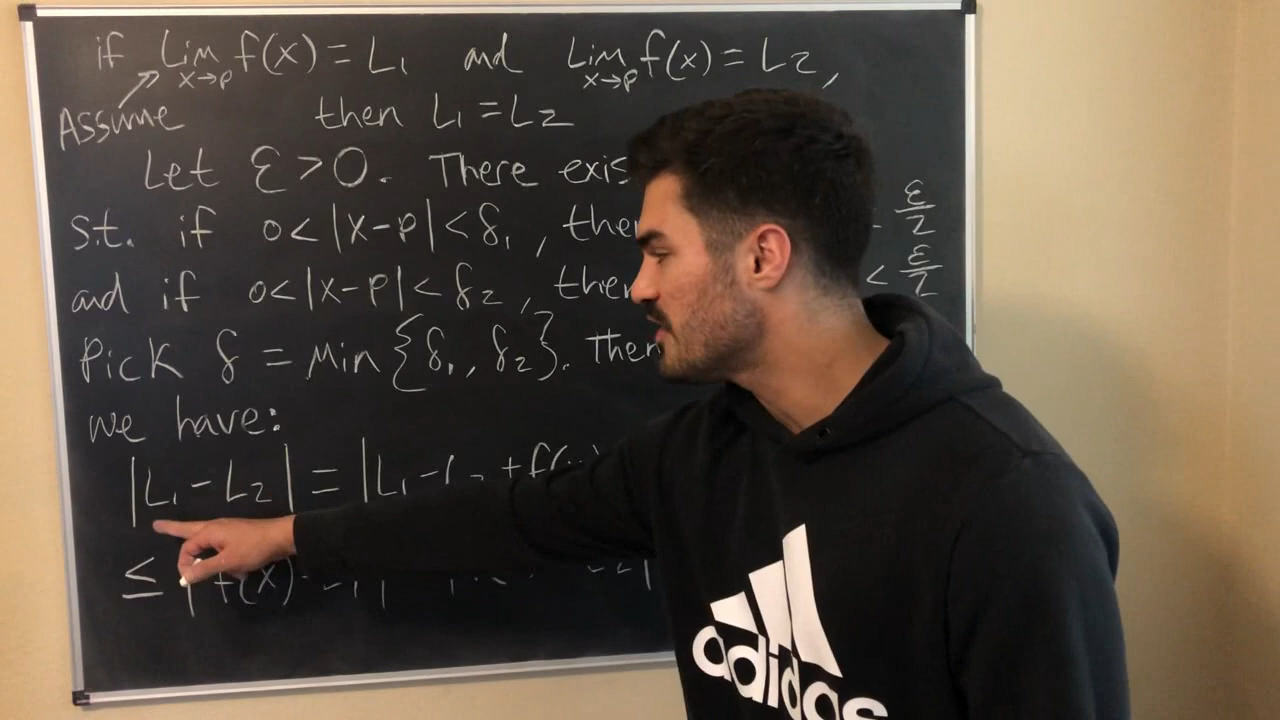 if Lim f(x) = L₁ and Lim f(x) = L₂,
x→p x→p
Assume then L₁ = L₂
Let ε > 0. There exis
s.t. if 0 < |x-p| < δ₁, then ε/2
and if 0 < |x-p| < δ₂, then < ε/2
Pick δ = Min {δ₁, δ₂}. Then
we have:
|L₁ - L₂| = |L₁ - L₂ + f(
≤ |f(x) -
adidas